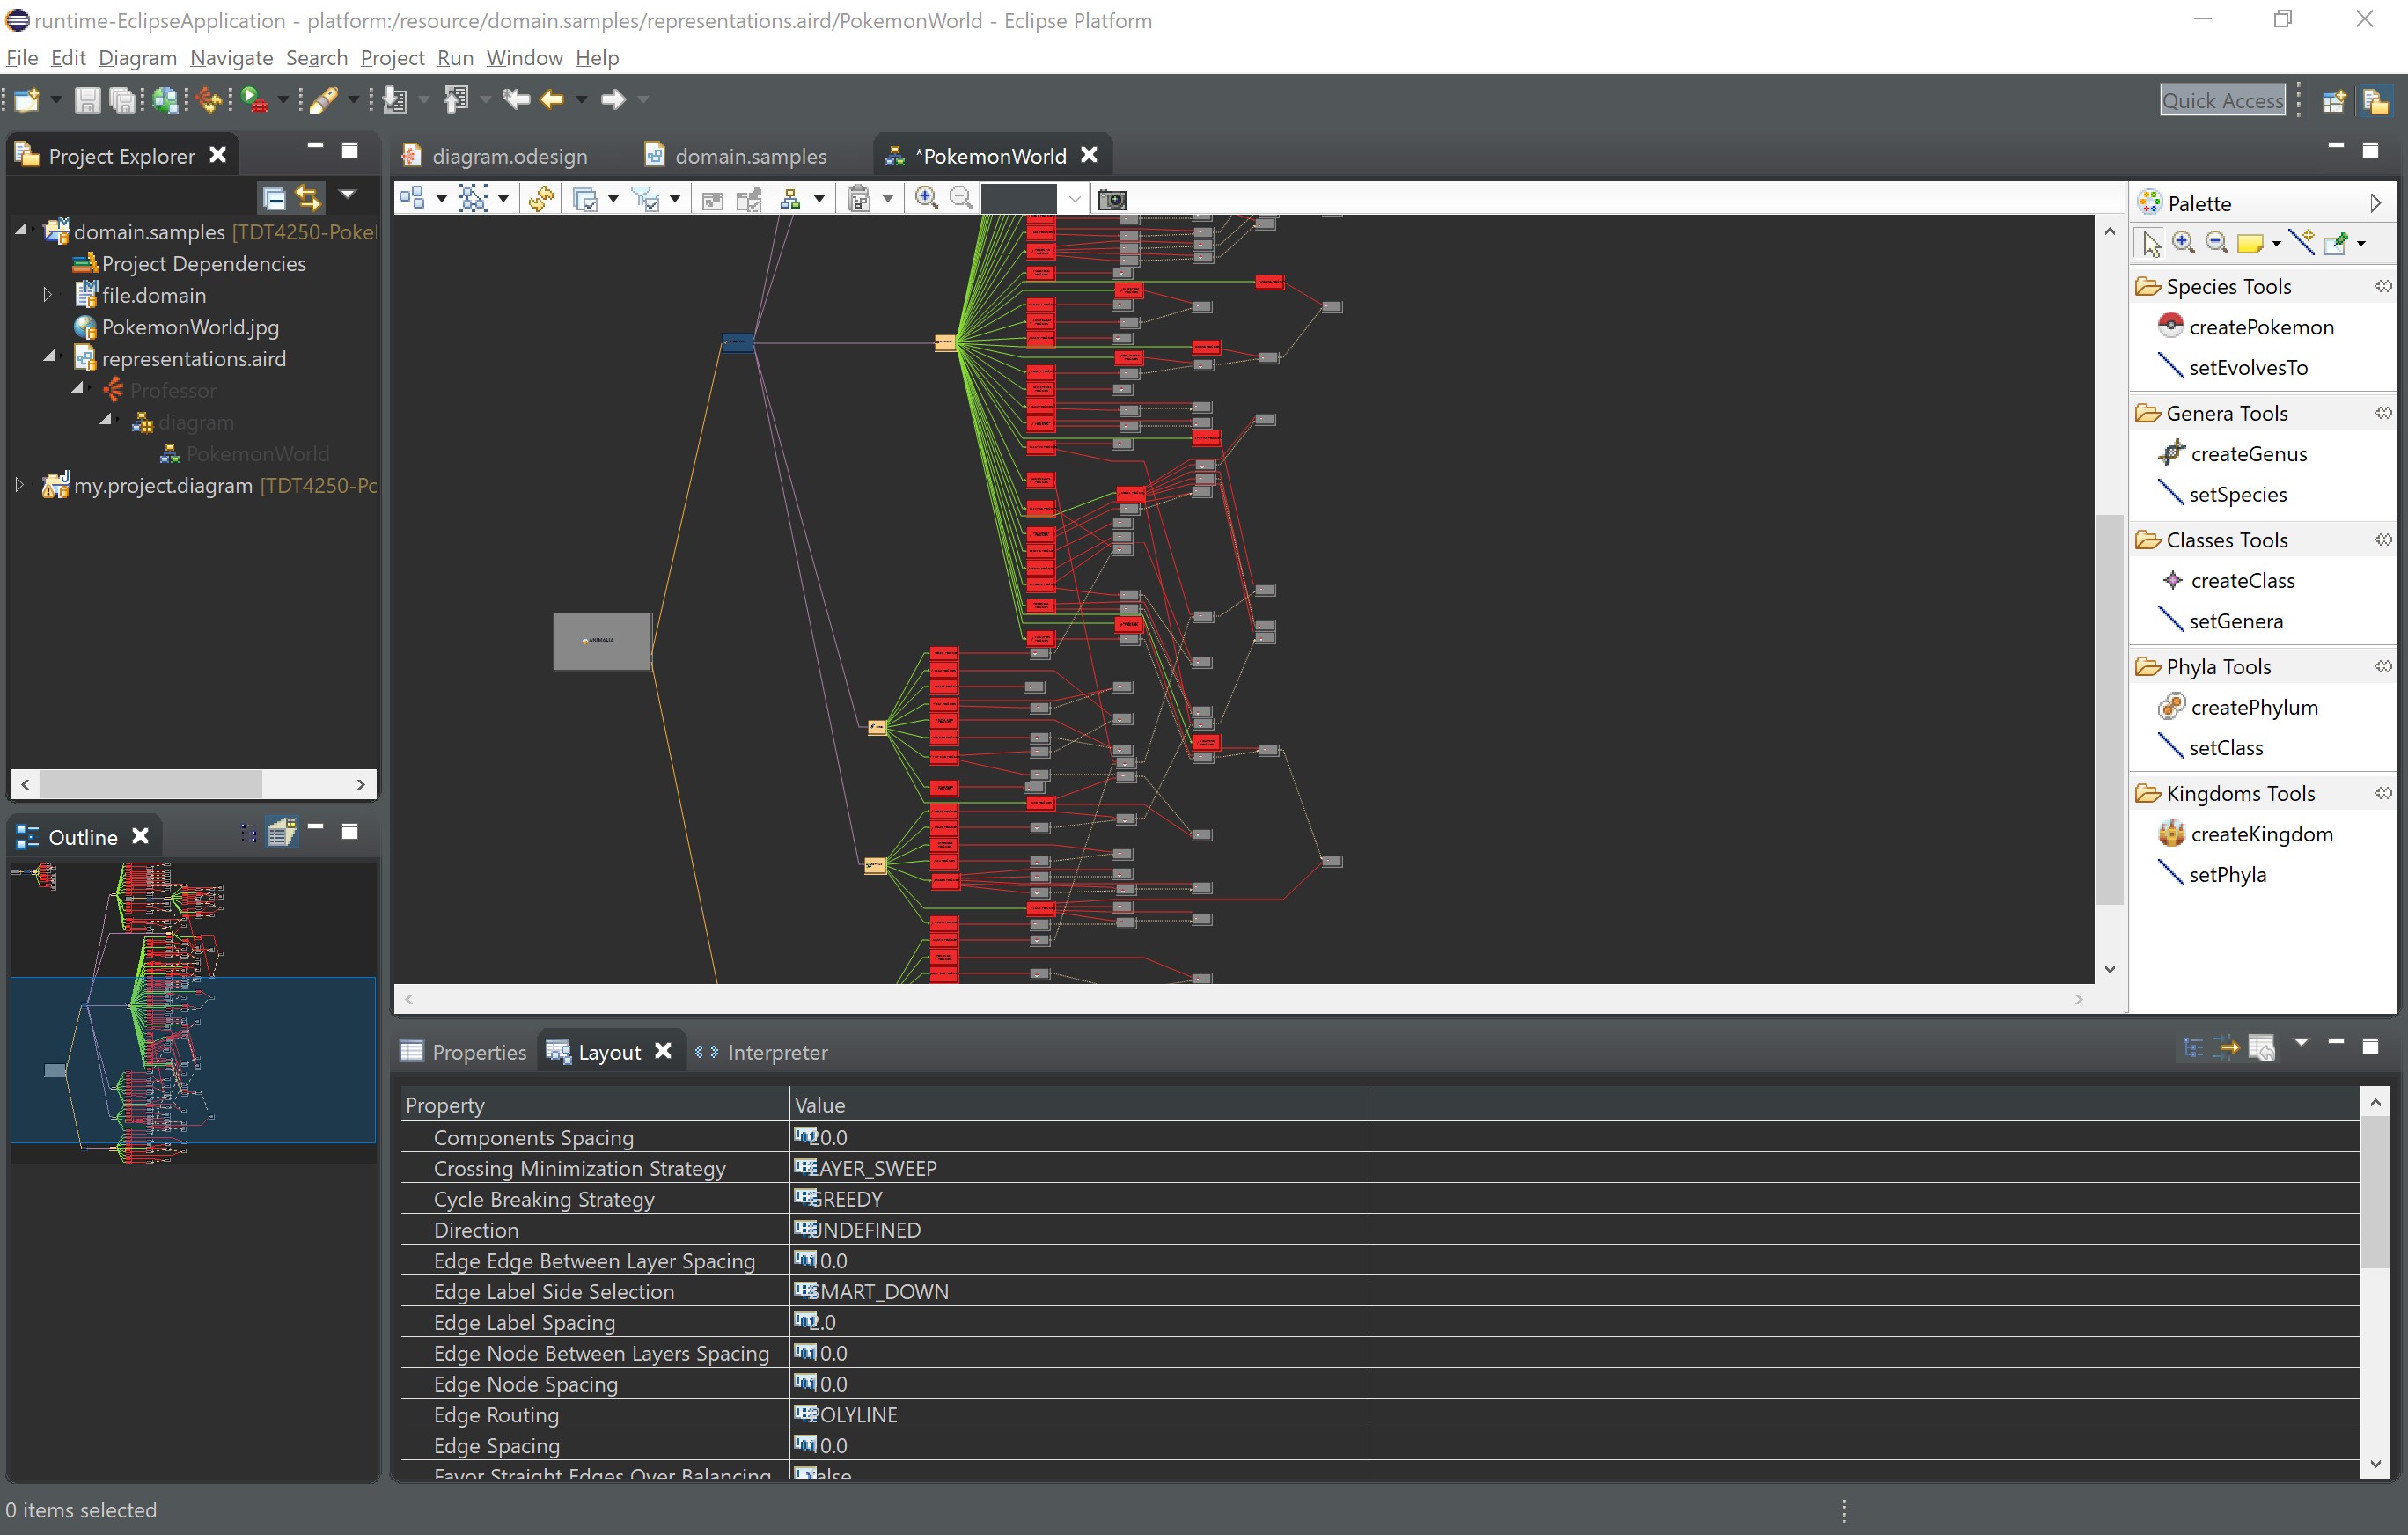 runtime-EclipseApplication - platform:/resource/domain.samples/representations.aird/PokemonWorld - Eclipse Platform
File Edit Diagram Navigate Search Project Run Window Help
Quick Access
Project Explorer
domain.samples [TDT4250-Poke
Project Dependencies
file.domain
PokemonWorld.jpg
representations.aird
Professor
diagram
PokemonWorld
my.project.diagram [TDT4250-Pc
Outline
diagram.odesign
domain.samples
*PokemonWorld
ANIMALIA
Palette
Species Tools
createPokemon
setEvolvesTo
Genera Tools
createGenus
setSpecies
Classes Tools
createClass
setGenera
Phyla Tools
createPhylum
setClass
Kingdoms Tools
createKingdom
setPhyla
Properties
Layout
Interpreter
Property Value
Components Spacing 20.0
Crossing Minimization Strategy LAYER_SWEEP
Cycle Breaking Strategy GREEDY
Direction UNDEFINED
Edge Edge Between Layer Spacing 10.0
Edge Label Side Selection SMART_DOWN
Edge Label Spacing 2.0
Edge Node Between Layers Spacing 10.0
Edge Node Spacing 10.0
Edge Routing POLYLINE
Edge Spacing 10.0
Favor Straight Edges Over Balancing false
0 items selected